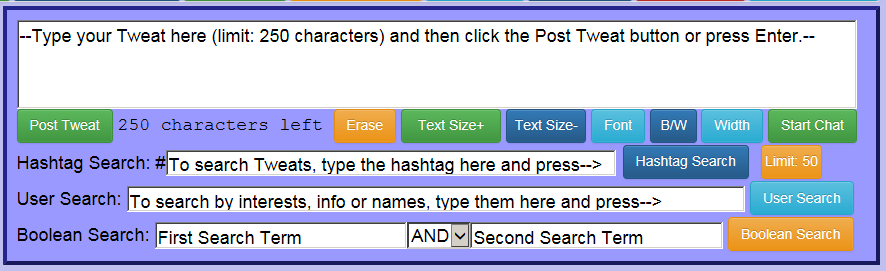 --Type your Tweat here (limit: 250 characters) and then click the Post Tweat button or press Enter.--
Post Tweat 250 characters left Erase Text Size+ Text Size- Font B/W Width Start Chat
Hashtag Search: #To search Tweats, type the hashtag here and press--> Hashtag Search Limit: 50
User Search: To search by interests, info or names, type them here and press--> User Search
Boolean Search: First Search Term AND Second Search Term Boolean Search